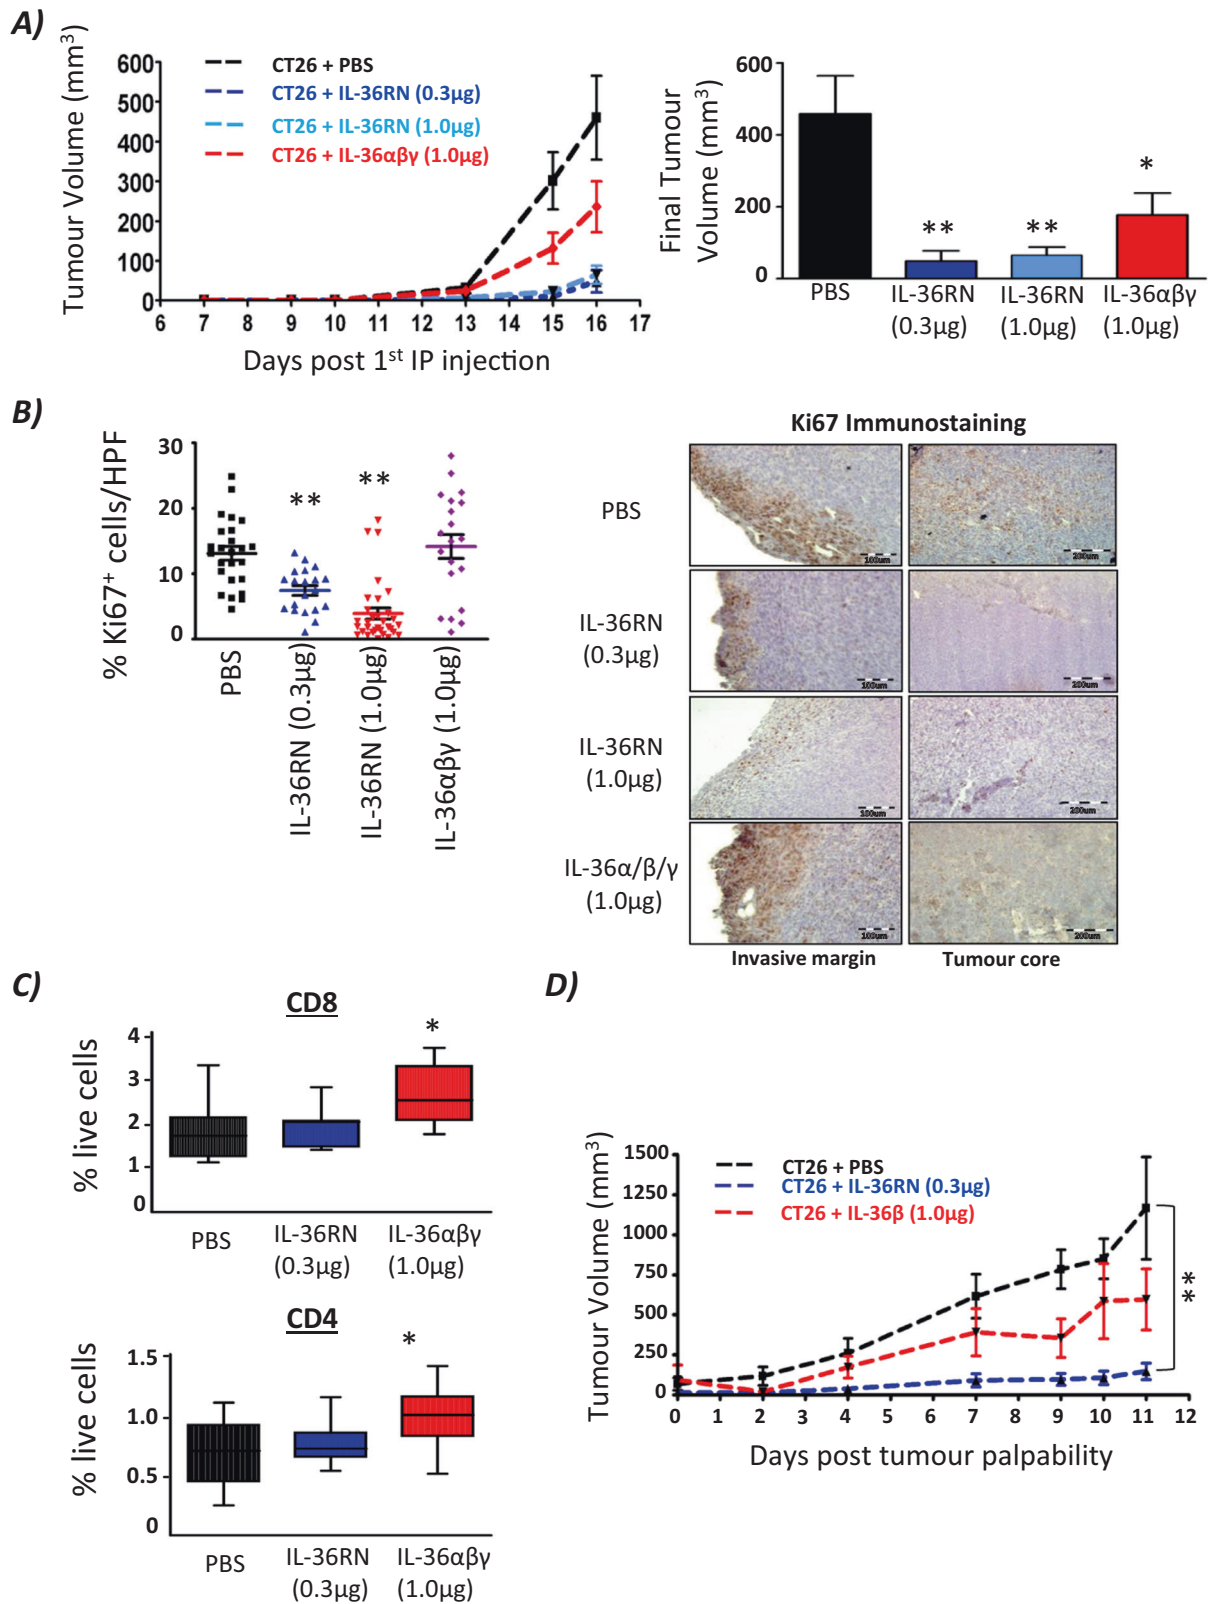 A)
Tumour Volume (mm³)
600
500
400
300
200
100
0
6 7 8 9 10 11 12 13 14 15 16 17
Days post 1st IP injection
CT26 + PBS
CT26 + IL-36RN (0.3µg)
CT26 + IL-36RN (1.0µg)
CT26 + IL-36αβγ (1.0µg)
Final Tumour
Volume (mm³)
600
400
200
0
** ** *
PBS IL-36RN IL-36RN IL-36αβγ
(0.3µg) (1.0µg) (1.0µg)
B)
% Ki67⁺ cells/HPF
30
20
10
0
** **
PBS
IL-36RN (0.3µg)
IL-36RN (1.0µg)
IL-36αβγ (1.0µg)
Ki67 Immunostaining
PBS
100um 200um
IL-36RN
(0.3µg)
100um 200um
IL-36RN
(1.0µg)
100um 200um
IL-36α/β/γ
(1.0µg)
100um 200um
Invasive margin Tumour core
C)
CD8
% live cells
4
3
2
1
0
*
PBS IL-36RN IL-36αβγ
(0.3µg) (1.0µg)
CD4
% live cells
1.5
1.0
0.5
0
*
PBS IL-36RN IL-36αβγ
(0.3µg) (1.0µg)
D)
Tumour Volume (mm³)
1500
1250
1000
750
500
250
0
0 1 2 3 4 5 6 7 8 9 10 11 12
Days post tumour palpability
CT26 + PBS
CT26 + IL-36RN (0.3µg)
CT26 + IL-36β (1.0µg)
**